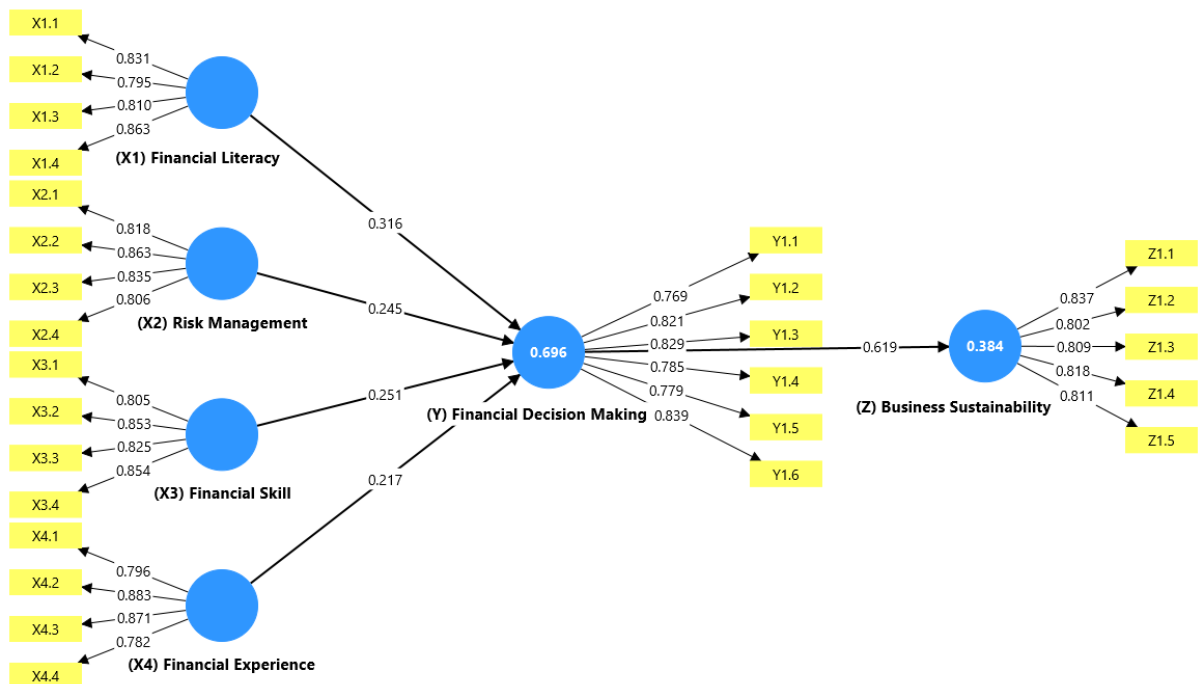 X1.1
0.831
X1.2
0.795
X1.3
0.810
0.863
X1.4
(X1) Financial Literacy
X2.1
0.818
X2.2
0.863
X2.3
0.835
0.806
X2.4
(X2) Risk Management
X3.1
0.805
X3.2
0.853
X3.3
0.825
0.854
X3.4
(X3) Financial Skill
X4.1
0.796
X4.2
0.883
X4.3
0.871
0.782
X4.4
(X4) Financial Experience
0.316
0.245
0.251
0.217
0.696
(Y) Financial Decision Making
Y1.1
0.769
Y1.2
0.821
Y1.3
0.829
Y1.4
0.785
Y1.5
0.779
Y1.6
0.839
0.619
0.384
(Z) Business Sustainability
Z1.1
0.837
Z1.2
0.802
Z1.3
0.809
Z1.4
0.818
Z1.5
0.811